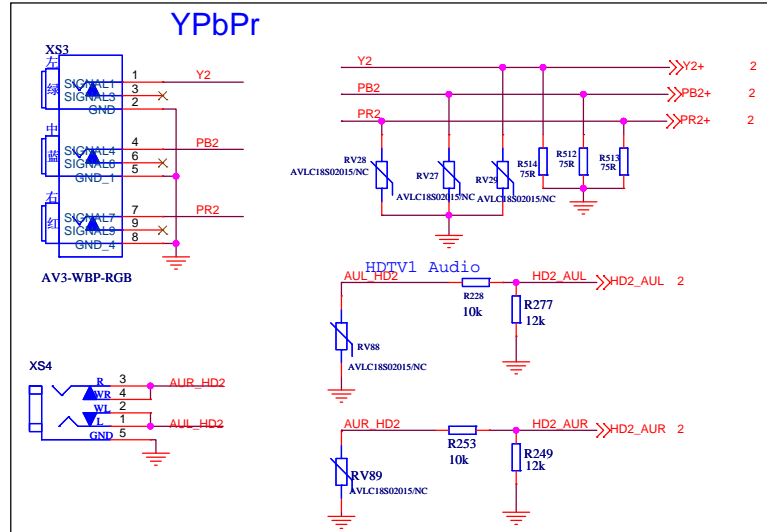 YPbPr
XS3
左
绿
SIGNAL1
1
Y2
SIGNAL3
3
GND
2
中
蓝
SIGNAL4
4
PB2
SIGNAL6
6
GND_1
5
右
红
SIGNAL7
7
PR2
SIGNAL9
9
GND_4
8
AV3-WBP-RGB
Y2
Y2+
2
PB2
PB2+
2
PR2
PR2+
2
RV28
AVLC18S02015/NC
RV27
AVLC18S02015/NC
RV29
AVLC18S02015/NC
R514
75R
R512
75R
R513
75R
HDTV1 Audio
AUL_HD2
R228
10k
HD2_AUL
HD2_AUL 2
R277
12k
RV88
AVLC18S02015/NC
XS4
R
3
AUR_HD2
WR
4
WL
2
L
1
AUL_HD2
GND
5
AUR_HD2
R253
10k
HD2_AUR
HD2_AUR 2
R249
12k
RV89
AVLC18S02015/NC